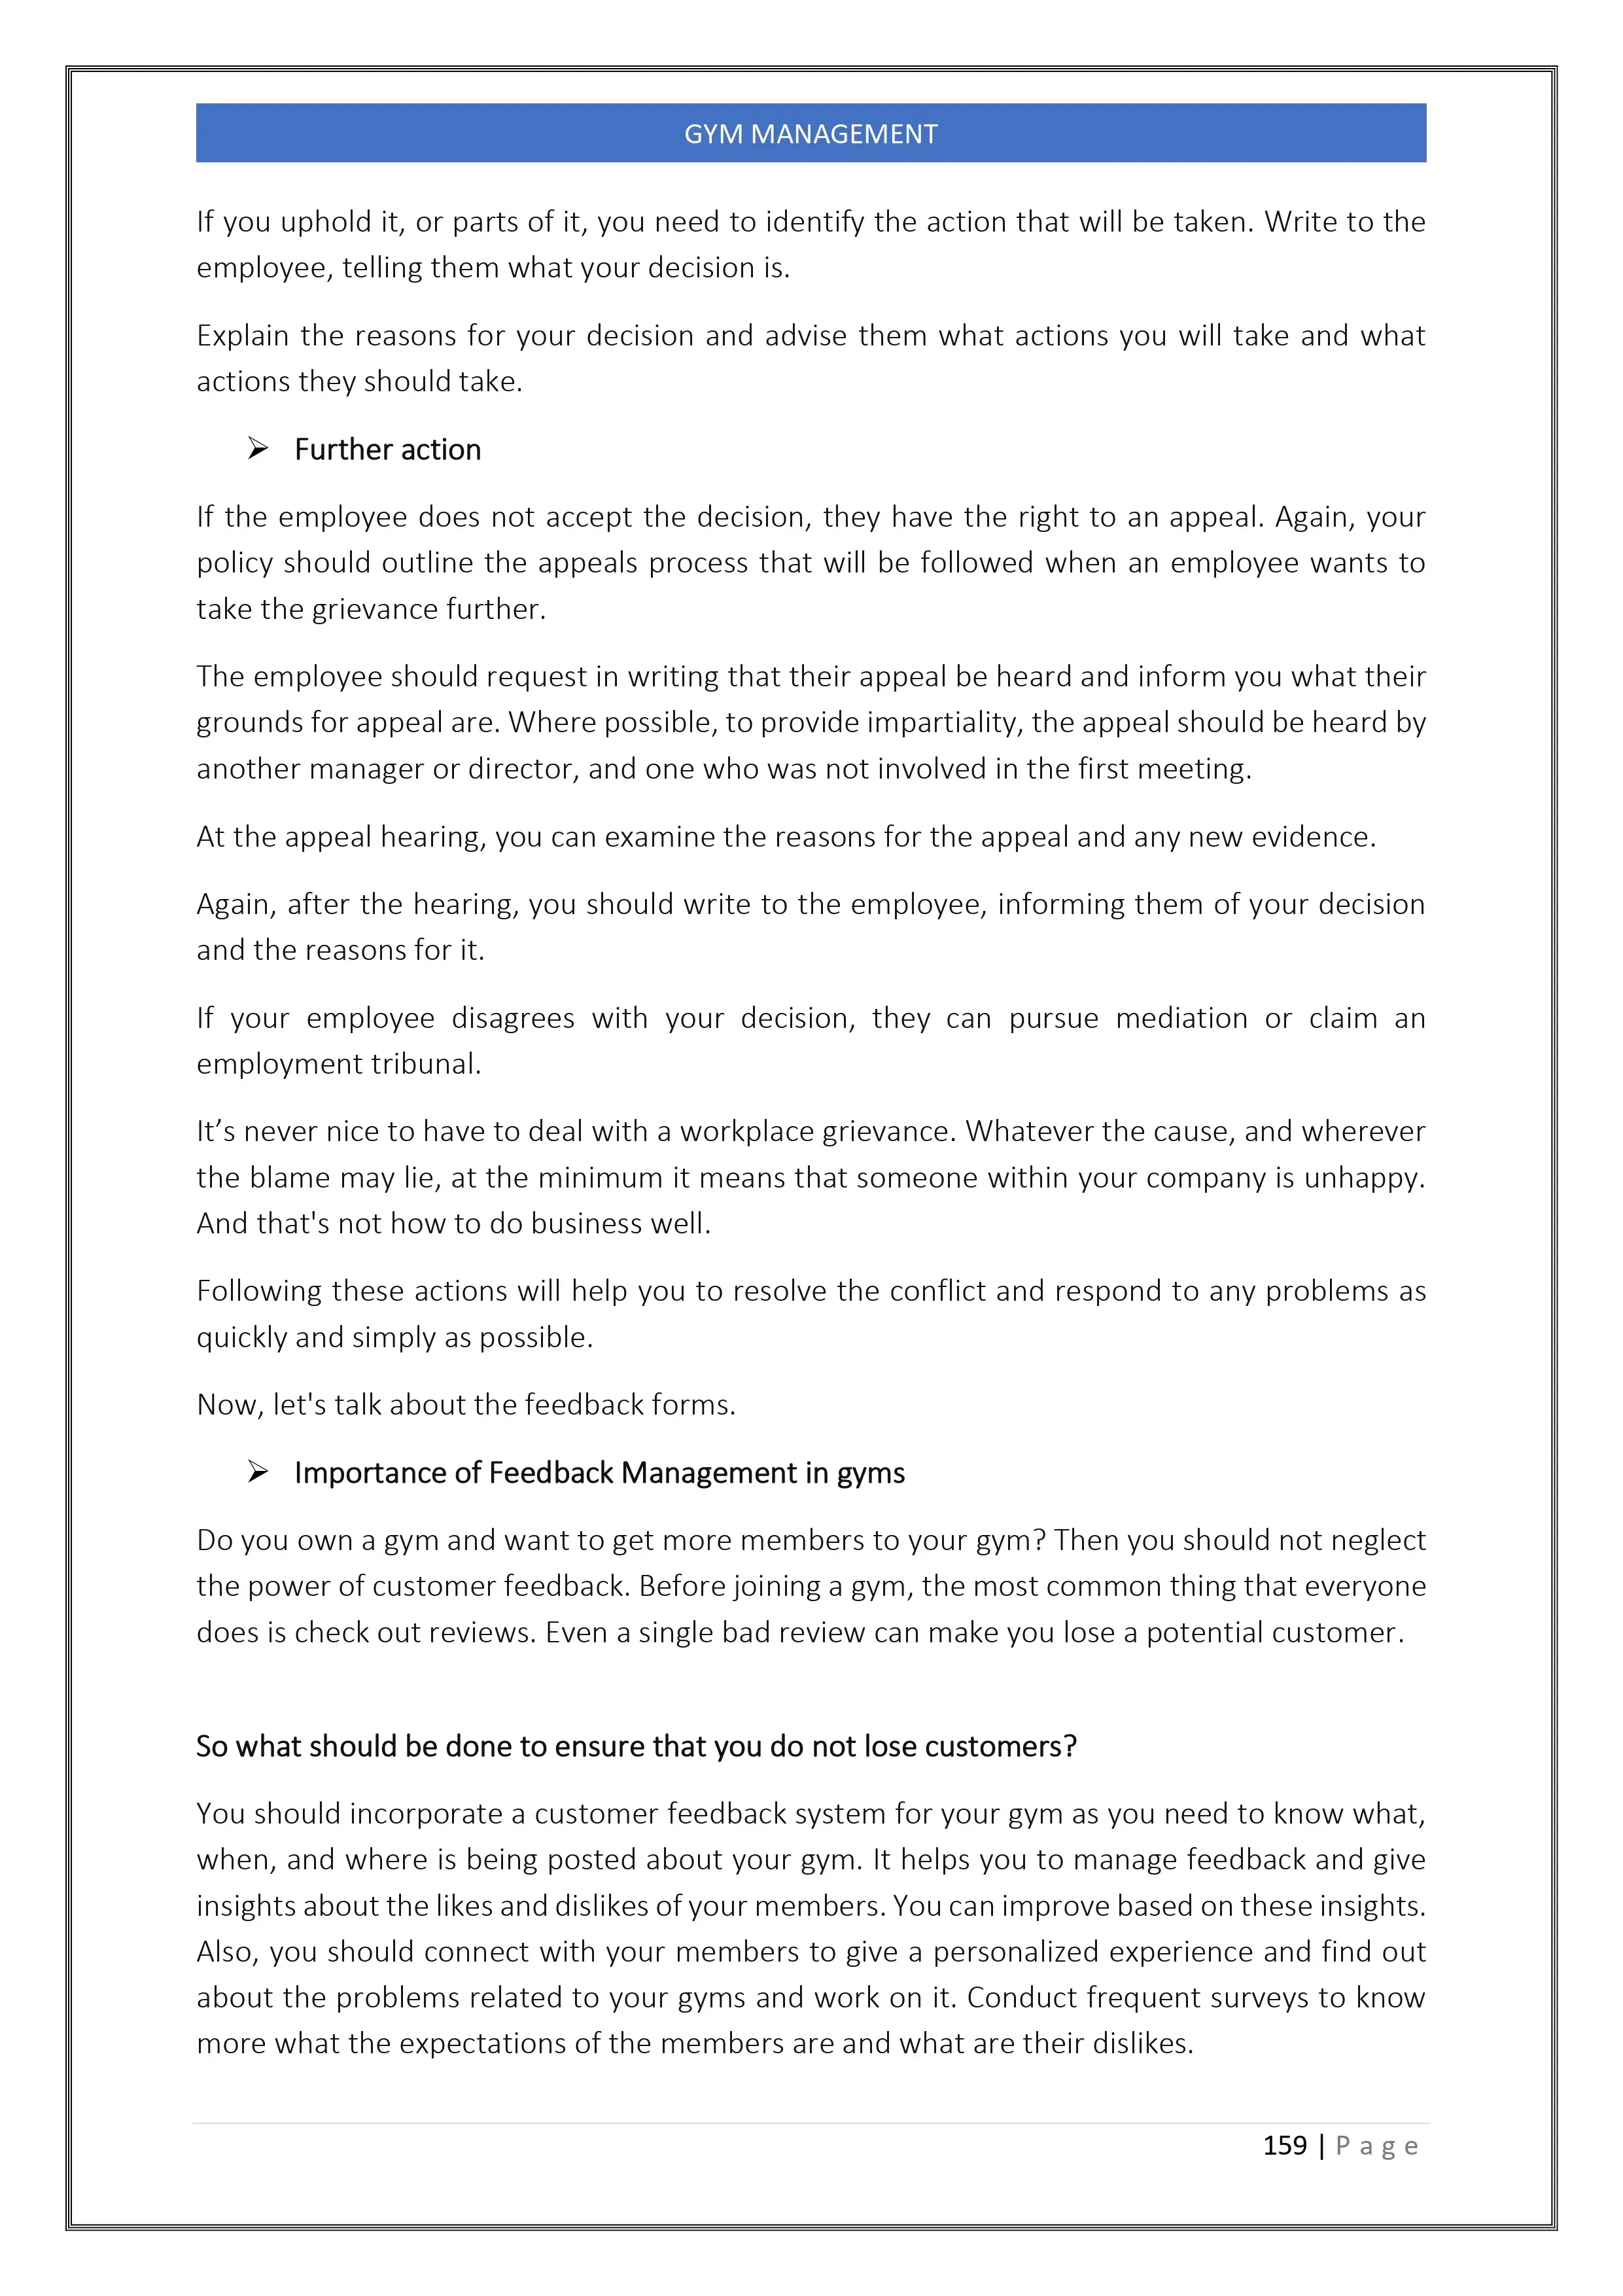 GYM MANAGEMENT
If you uphold it, or parts of it, you need to identify the action that will be taken. Write to the
employee, telling them what your decision is.
Explain the reasons for your decision and advise them what actions you will take and what
actions they should take.
➢ Further action
If the employee does not accept the decision, they have the right to an appeal. Again, your
policy should outline the appeals process that will be followed when an employee wants to
take the grievance further.
The employee should request in writing that their appeal be heard and inform you what their
grounds for appeal are. Where possible, to provide impartiality, the appeal should be heard by
another manager or director, and one who was not involved in the first meeting.
At the appeal hearing, you can examine the reasons for the appeal and any new evidence.
Again, after the hearing, you should write to the employee, informing them of your decision
and the reasons for it.
If your employee disagrees with your decision, they can pursue mediation or claim an
employment tribunal.
It’s never nice to have to deal with a workplace grievance. Whatever the cause, and wherever
the blame may lie, at the minimum it means that someone within your company is unhappy.
And that's not how to do business well.
Following these actions will help you to resolve the conflict and respond to any problems as
quickly and simply as possible.
Now, let's talk about the feedback forms.
➢ Importance of Feedback Management in gyms
Do you own a gym and want to get more members to your gym? Then you should not neglect
the power of customer feedback. Before joining a gym, the most common thing that everyone
does is check out reviews. Even a single bad review can make you lose a potential customer.
So what should be done to ensure that you do not lose customers?
You should incorporate a customer feedback system for your gym as you need to know what,
when, and where is being posted about your gym. It helps you to manage feedback and give
insights about the likes and dislikes of your members. You can improve based on these insights.
Also, you should connect with your members to give a personalized experience and find out
about the problems related to your gyms and work on it. Conduct frequent surveys to know
more what the expectations of the members are and what are their dislikes.
159 | P a g e